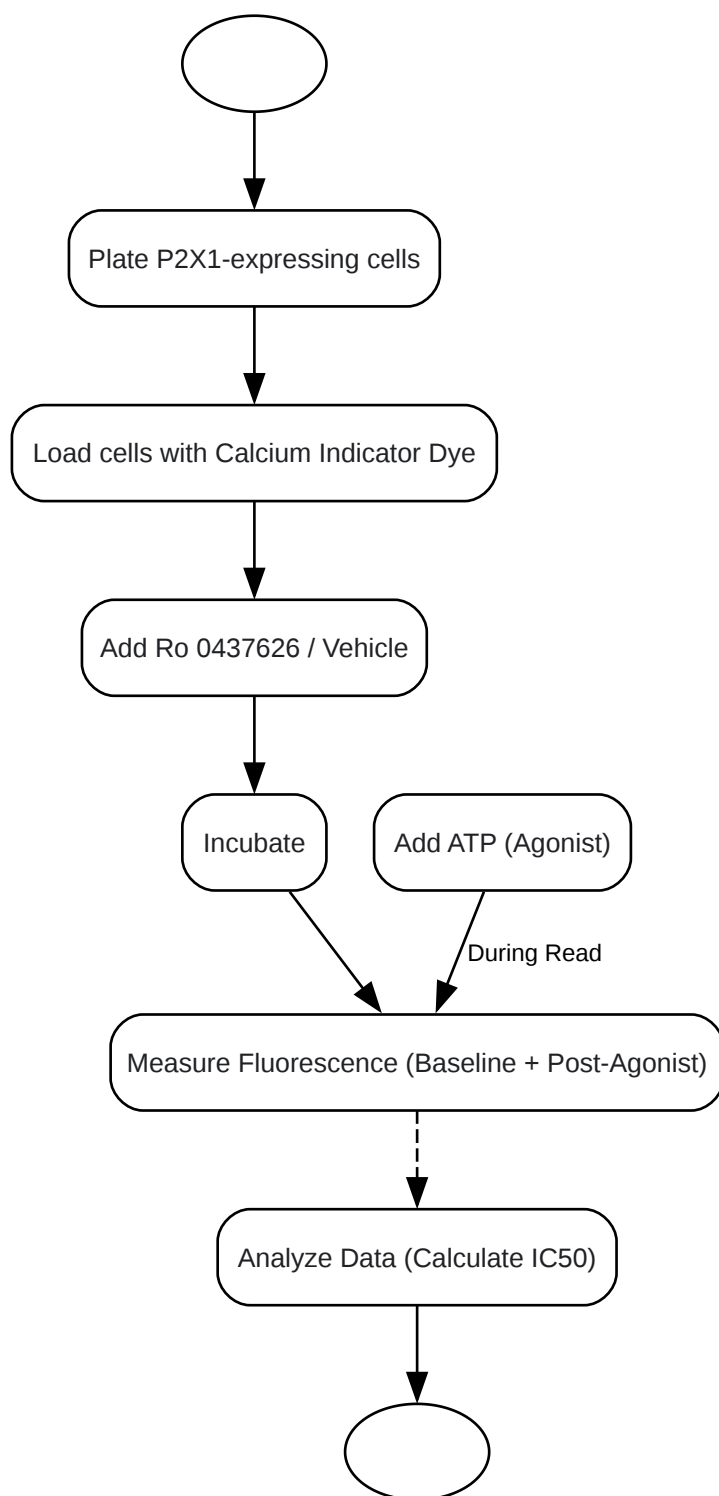 Plate P2X1-expressing cells
Load cells with Calcium Indicator Dye
Add Ro 0437626 / Vehicle
Incubate
Add ATP (Agonist)
During Read
Measure Fluorescence (Baseline + Post-Agonist)
Analyze Data (Calculate IC50)